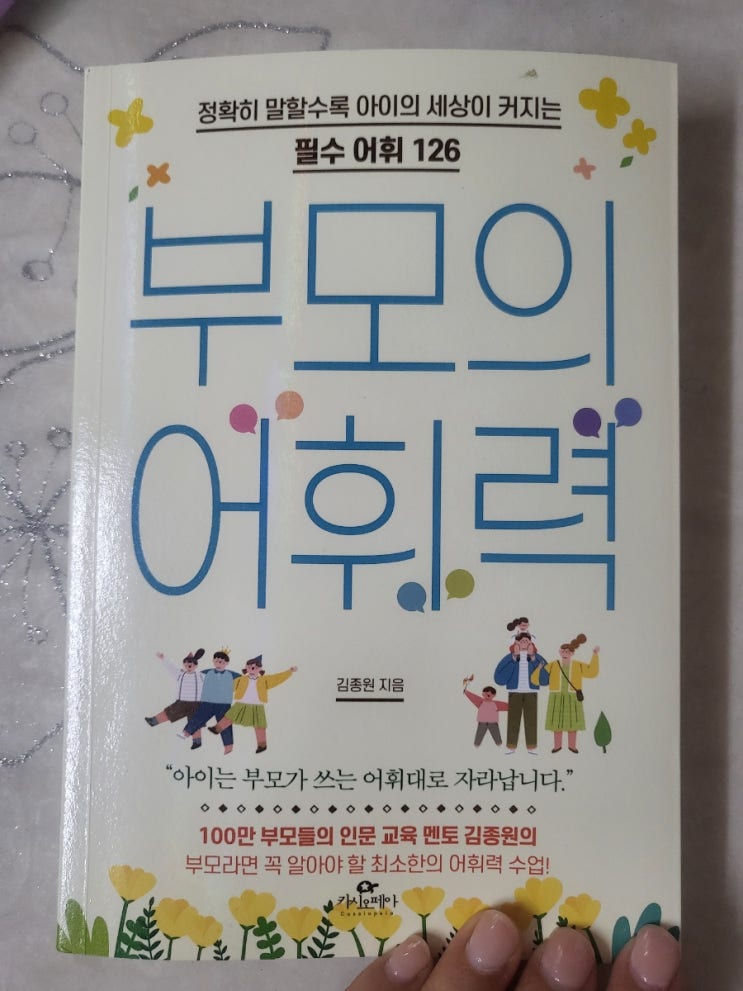 정확히 말할수록 아이의 세상이 커지는
필수 어휘 126
부모의
어휘력
김종원 지음
“아이는 부모가 쓰는 어휘대로 자라납니다.”
100만 부모들의 인문 교육 멘토 김종원의
부모라면 꼭 알아야 할 최소한의 어휘력 수업!
카시오페아
Cassiopeia